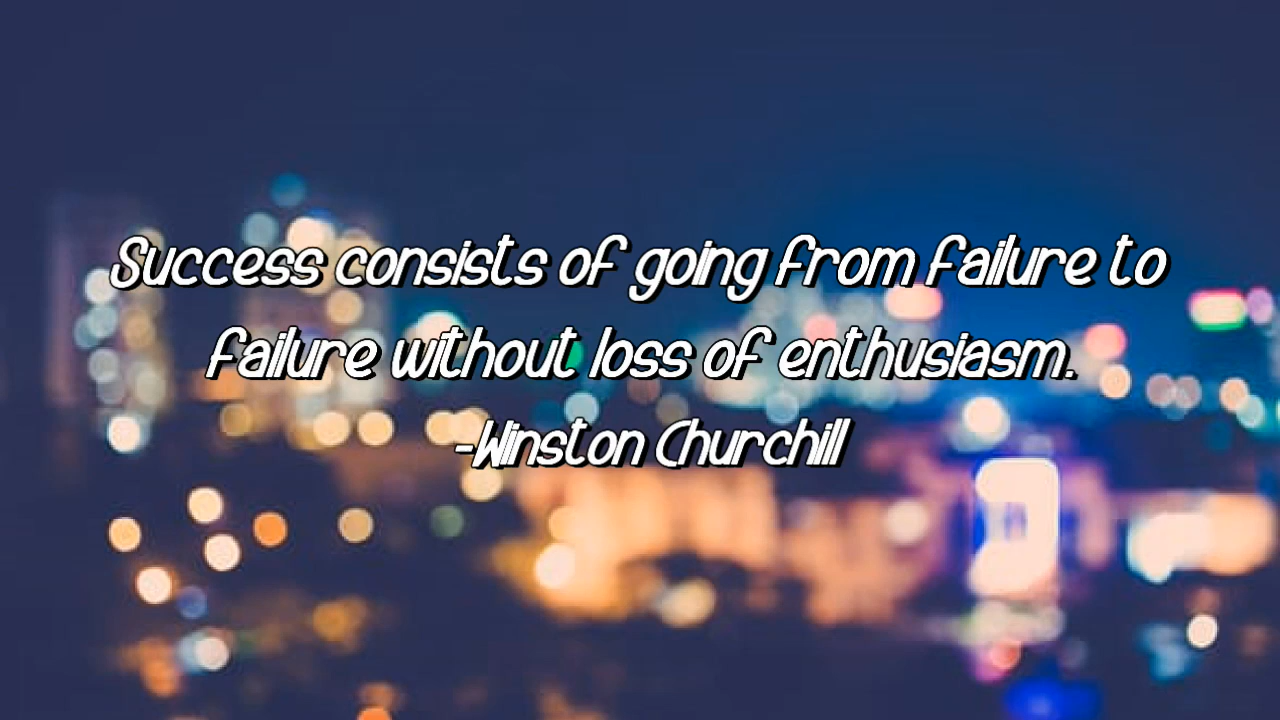 Success consists of going from failure to
failure without loss of enthusiasm.
-Winston Churchill